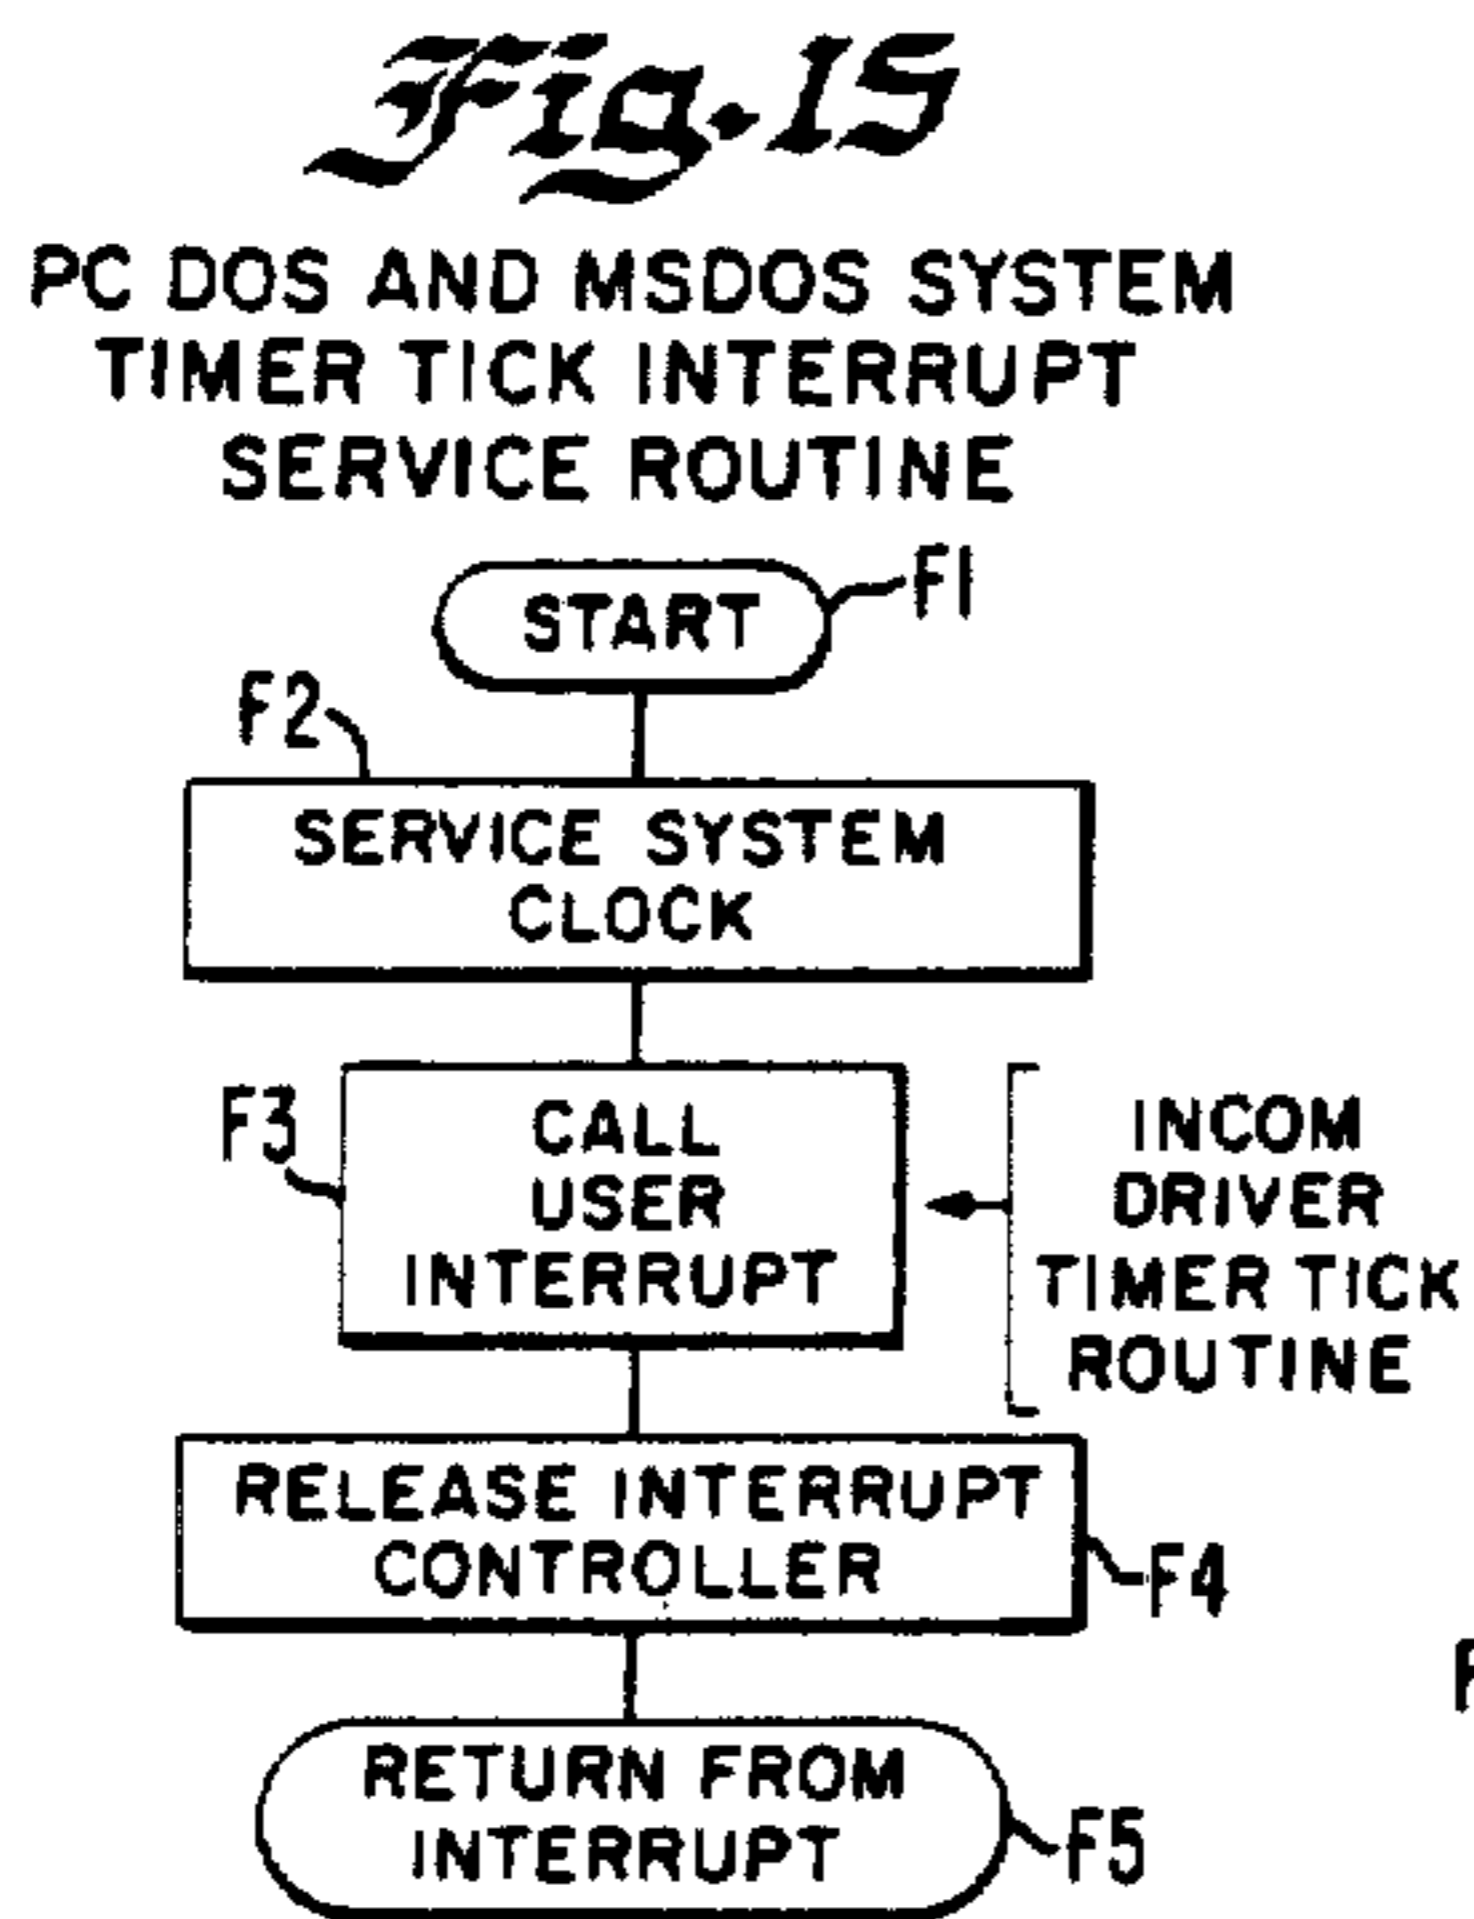 Fig. 15
PC DOS AND MSDOS SYSTEM
TIMER TICK INTERRUPT
SERVICE ROUTINE
START
F1
F2
SERVICE SYSTEM
CLOCK
F3
CALL
USER
INTERRUPT
INCOM
DRIVER
TIMER TICK
ROUTINE
RELEASE INTERRUPT
CONTROLLER
F4
RETURN FROM
INTERRUPT
F5